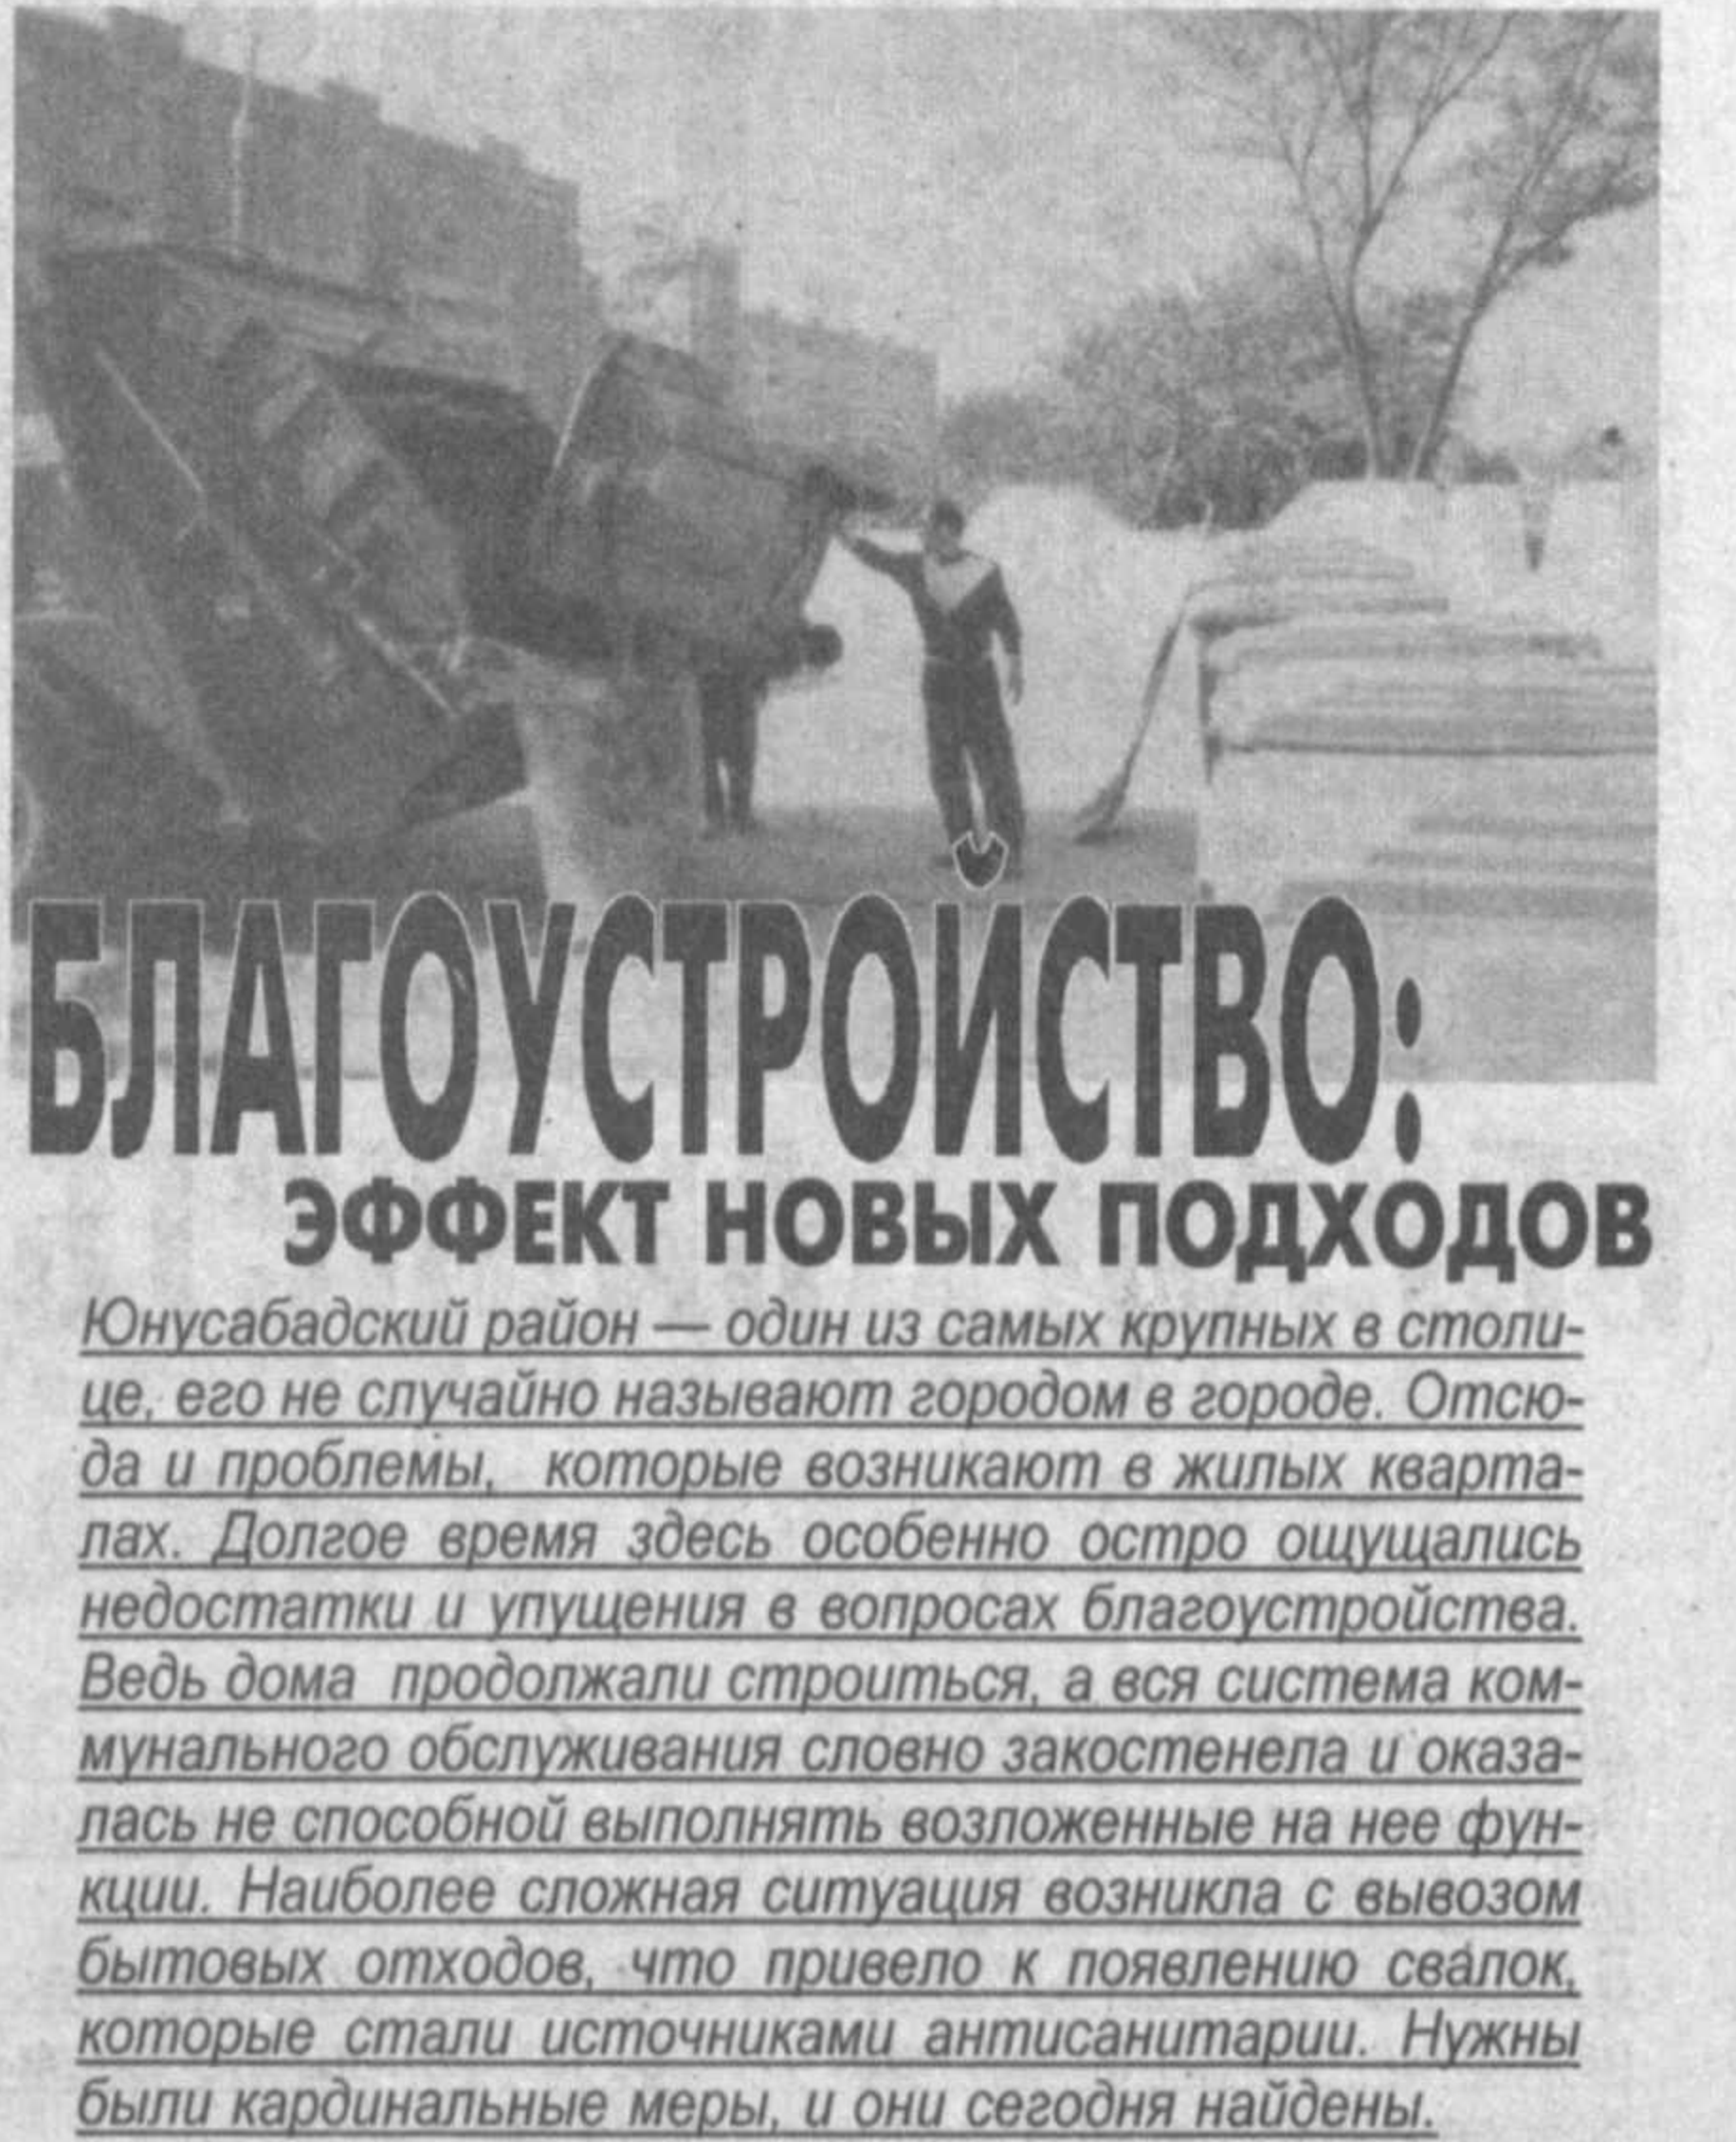 БЛАГОУСТРОЙСТВО:
ЭФФЕКТ НОВЫХ ПОДХОДОВ
Юнусабадский район — один из самых крупных в столи-
це, его не случайно называют городом в городе. Отсю-
да и проблемы, которые возникают в жилых кварта-
лах. Долгое время здесь особенно остро ощущались
недостатки и упущения в вопросах благоустройства.
Ведь дома продолжали строиться, а вся система ком-
мунального обслуживания словно закостенела и оказа-
лась не способной выполнять возложенные на нее фун-
кции. Наиболее сложная ситуация возникла с вывозом
бытовых отходов, что привело к появлению свалок,
которые стали источниками антисанитарии. Нужны
были кардинальные меры, и они сегодня найдены.